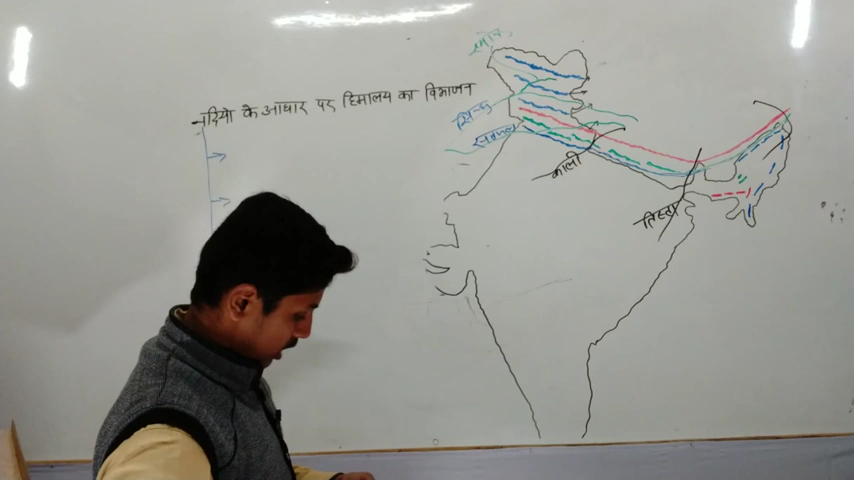 नदियो के आधार पर हिमालय का विभाजन
सिन्धु
सतलज
काली
तिस्ता